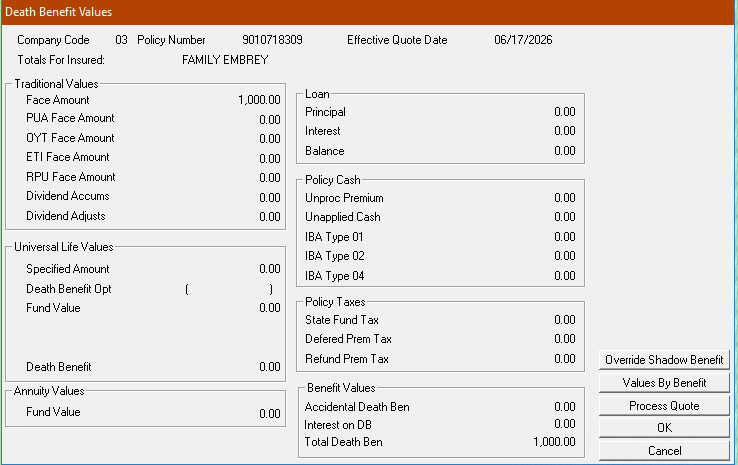 Death Benefit Values
Company Code 03 Policy Number 9010718309 Effective Quote Date 06/17/2026
Totals For Insured: FAMILY EMBREY
Traditional Values
Face Amount 1,000.00
PUA Face Amount 0.00
OYT Face Amount 0.00
ETI Face Amount 0.00
RPU Face Amount 0.00
Dividend Accums 0.00
Dividend Adjusts 0.00
Universal Life Values
Specified Amount 0.00
Death Benefit Opt ( )
Fund Value 0.00
Death Benefit 0.00
Annuity Values
Fund Value 0.00
Loan
Principal 0.00
Interest 0.00
Balance 0.00
Policy Cash
Unproc Premium 0.00
Unapplied Cash 0.00
IBA Type 01 0.00
IBA Type 02 0.00
IBA Type 04 0.00
Policy Taxes
State Fund Tax 0.00
Defered Prem Tax 0.00
Refund Prem Tax 0.00
Benefit Values
Accidental Death Ben 0.00
Interest on DB 0.00
Total Death Ben 1,000.00
Override Shadow Benefit
Values By Benefit
Process Quote
OK
Cancel